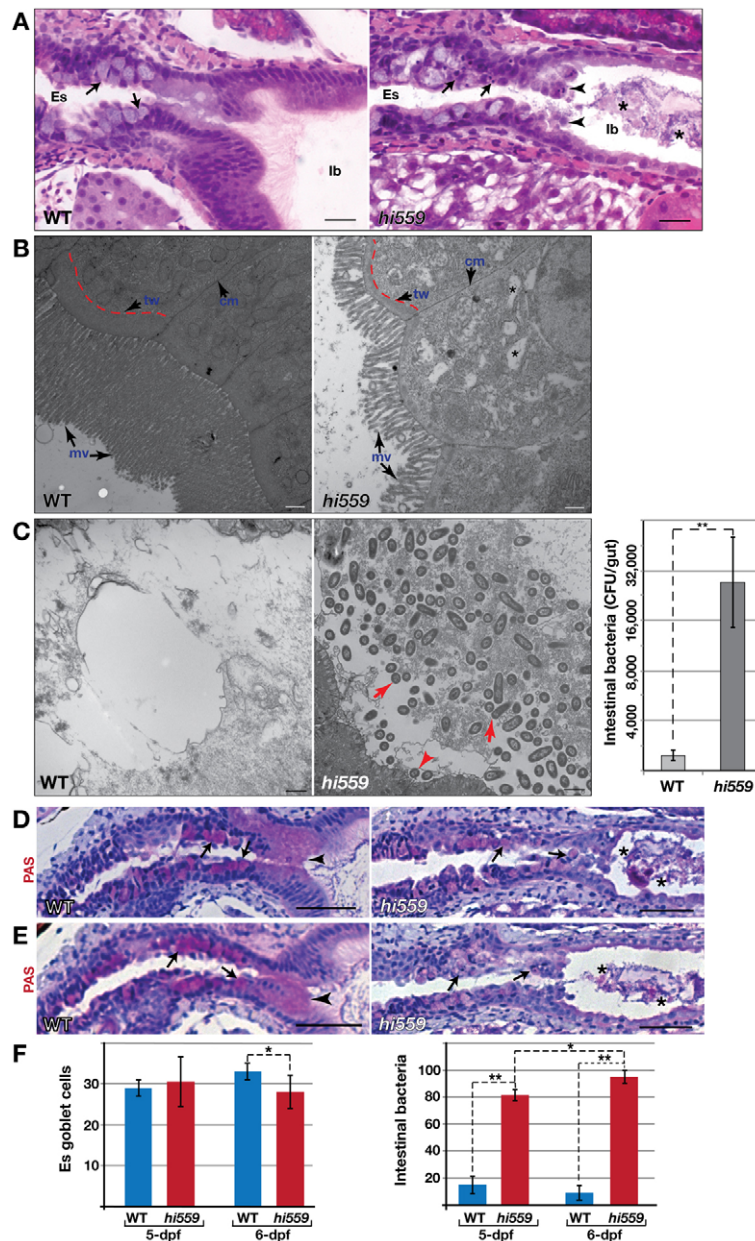 A
Es
Ib
WT
Es
Ib
*
*
hi559
B
tw
cm
mv
WT
tw
cm
*
*
mv
hi559
C
WT
hi559
Intestinal bacteria (CFU/gut)
**
32,000
16,000
8,000
4,000
WT
hi559
D
PAS
WT
*
*
hi559
E
PAS
WT
*
*
hi559
F
Es goblet cells
30
20
10
*
WT
hi559
WT
hi559
5-dpf
6-dpf
Intestinal bacteria
100
80
60
40
20
**
*
**
WT
hi559
WT
hi559
5-dpf
6-dpf